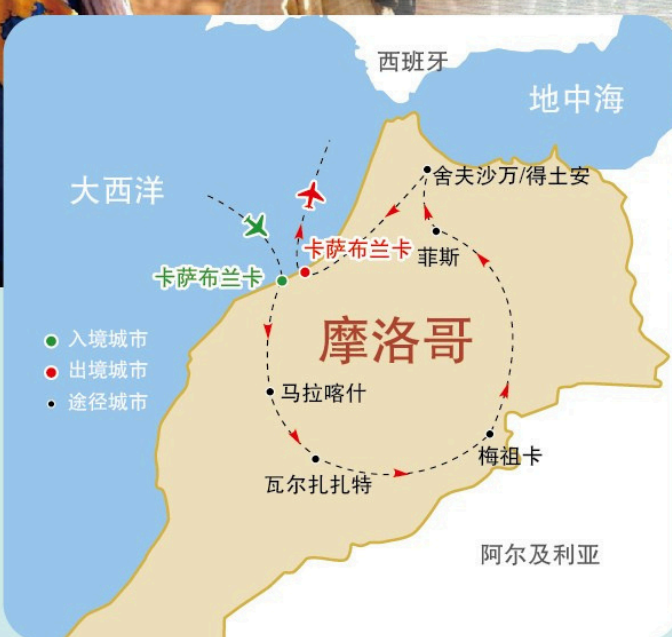 西班牙
地中海
大西洋
舍夫沙万/得土安
菲斯
卡萨布兰卡
卡萨布兰卡
摩洛哥
入境城市
出境城市
途径城市
马拉喀什
梅祖卡
瓦尔扎扎特
阿尔及利亚